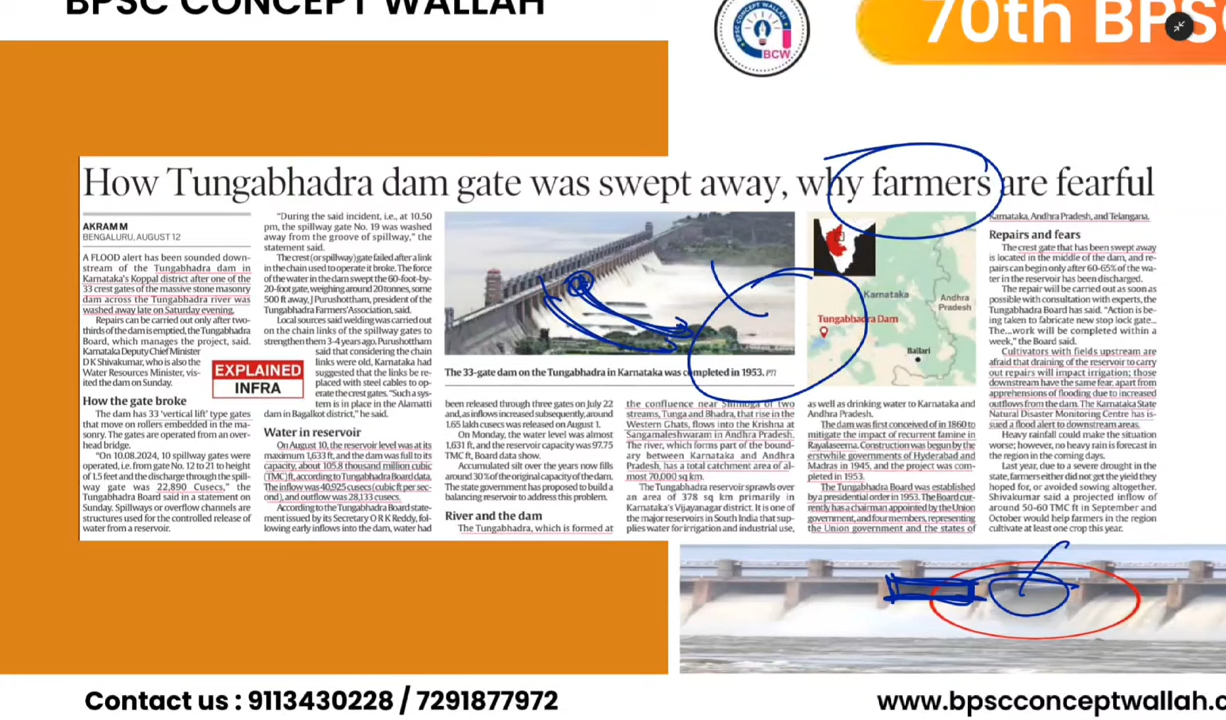 BPSC CONCEPT WALLAH
BPSC CONCEPT WALLAH
BCW
70th BPS
How Tungabhadra dam gate was swept away, why farmers are fearful
AKRAM M
BENGALURU, AUGUST 12
A FLOOD alert has been sounded down-
stream of the Tungabhadra dam in
Karnataka's Koppal district after one of the
33 crest gates of the massive stone masonry
dam across the Tungabhadra river was
washed away late on Saturday evening.
Repairs can be carried out only after two-
thirds of the dam is emptied, the Tungabhadra
Board, which manages the project, said.
Karnataka Deputy Chief Minister
D K Shivakumar, who is also the
Water Resources Minister, vis-
ited the dam on Sunday.
How the gate broke
The dam has 33 'vertical lift' type gates
that move on rollers embedded in the ma-
sonry. The gates are operated from an over-
head bridge.
"On 10.08.2024, 10 spillway gates were
operated, i.e. from gate No. 12 to 21 to height
of 1.5 feet and the discharge through the spill-
way gate was 22,890 Cusecs," the
Tungabhadra Board said in a statement on
Sunday. Spillways or overflow channels are
structures used for the controlled release of
water from a reservoir.
EXPLAINED
INFRA
"During the said incident, i.e., at 10.50
pm, the spillway gate No. 19 was washed
away from the groove of spillway," the
statement said.
The crest (or spillway) gate failed after a link
in the chain used to operate it broke. The force
of the water in the dam swept the 60-foot-by-
20-foot gate, weighing around 20 tonnes, some
500 ft away, J Purushottham, president of the
Tungabhadra Farmers' Association, said.
Local sources said welding was carried out
on the chain links of the spillway gates to
strengthen them 3-4 years ago. Purushottham
said that considering the chain
links were old, Karnataka had
suggested that the links be re-
placed with steel cables to op-
erate the crest gates. "Such a sys-
tem is in place in the Alamatti
dam in Bagalkot district," he said.
Water in reservoir
On August 10, the reservoir level was at its
maximum 1,633 ft, and the dam was full to its
capacity, about 105.8 thousand million cubic
(TMC) ft, according to Tungabhadra Board data.
The inflow was 40,925 cusecs (cubic ft per sec-
ond), and outflow was 28,133 cusecs.
According to the Tungabhadra Board state-
ment issued by its Secretary O R K Reddy, fol-
lowing early inflows into the dam, water had
The 33-gate dam on the Tungabhadra in Karnataka was completed in 1953. PTI
been released through three gates on July 22
and, as inflows increased subsequently, around
1.65 lakh cusecs was released on August 1.
On Monday, the water level was almost
1,631 ft, and the reservoir capacity was 97.75
TMC ft, Board data show.
Accumulated silt over the years now fills
around 30% of the original capacity of the dam.
The state government has proposed to build a
balancing reservoir to address this problem.
River and the dam
The Tungabhadra, which is formed at
the confluence near Shimoga of two
streams, Tunga and Bhadra, that rise in the
Western Ghats, flows into the Krishna at
Sangamaleshwaram in Andhra Pradesh.
The river, which forms part of the bound-
ary between Karnataka and Andhra
Pradesh, has a total catchment area of al-
most 70,000 sq km.
The Tungabhadra reservoir sprawls over
an area of 378 sq km primarily in
Karnataka's Vijayanagar district. It is one of
the major reservoirs in South India that sup-
plies water for irrigation and industrial use,
Karnataka
Andhra
Pradesh
Tungabhadra Dam
Ballari
as well as drinking water to Karnataka and
Andhra Pradesh.
The dam was first conceived of in 1860 to
mitigate the impact of recurrent famine in
Rayalaseema. Construction was begun by the
erstwhile governments of Hyderabad and
Madras in 1945, and the project was com-
pleted in 1953.
The Tungabhadra Board was established
by a presidential order in 1953. The Board cur-
rently has a chairman appointed by the Union
government, and four members, representing
the Union government and the states of
Karnataka, Andhra Pradesh, and Telangana.
Repairs and fears
The crest gate that has been swept away
is located in the middle of the dam, and re-
pairs can begin only after 60-65% of the wa-
ter in the reservoir has been discharged.
The repair will be carried out as soon as
possible with consultation with experts, the
Tungabhadra Board has said. "Action is be-
ing taken to fabricate new stop lock gate...
The...work will be completed within a
week," the Board said.
Cultivators with fields upstream are
afraid that draining of the reservoir to carry
out repairs will impact irrigation; those
downstream have the same fear, apart from
apprehensions of flooding due to increased
outflows from the dam. The Karnataka State
Natural Disaster Monitoring Centre has is-
sued a flood alert to downstream areas.
Heavy rainfall could make the situation
worse; however, no heavy rain is forecast in
the region in the coming days.
Last year, due to a severe drought in the
state, farmers either did not get the yield they
hoped for, or avoided sowing altogether.
Shivakumar said a projected inflow of
around 50-60 TMC ft in September and
October would help farmers in the region
cultivate at least one crop this year.
Contact us : 9113430228 / 7291877972
www.bpscconceptwallah.c